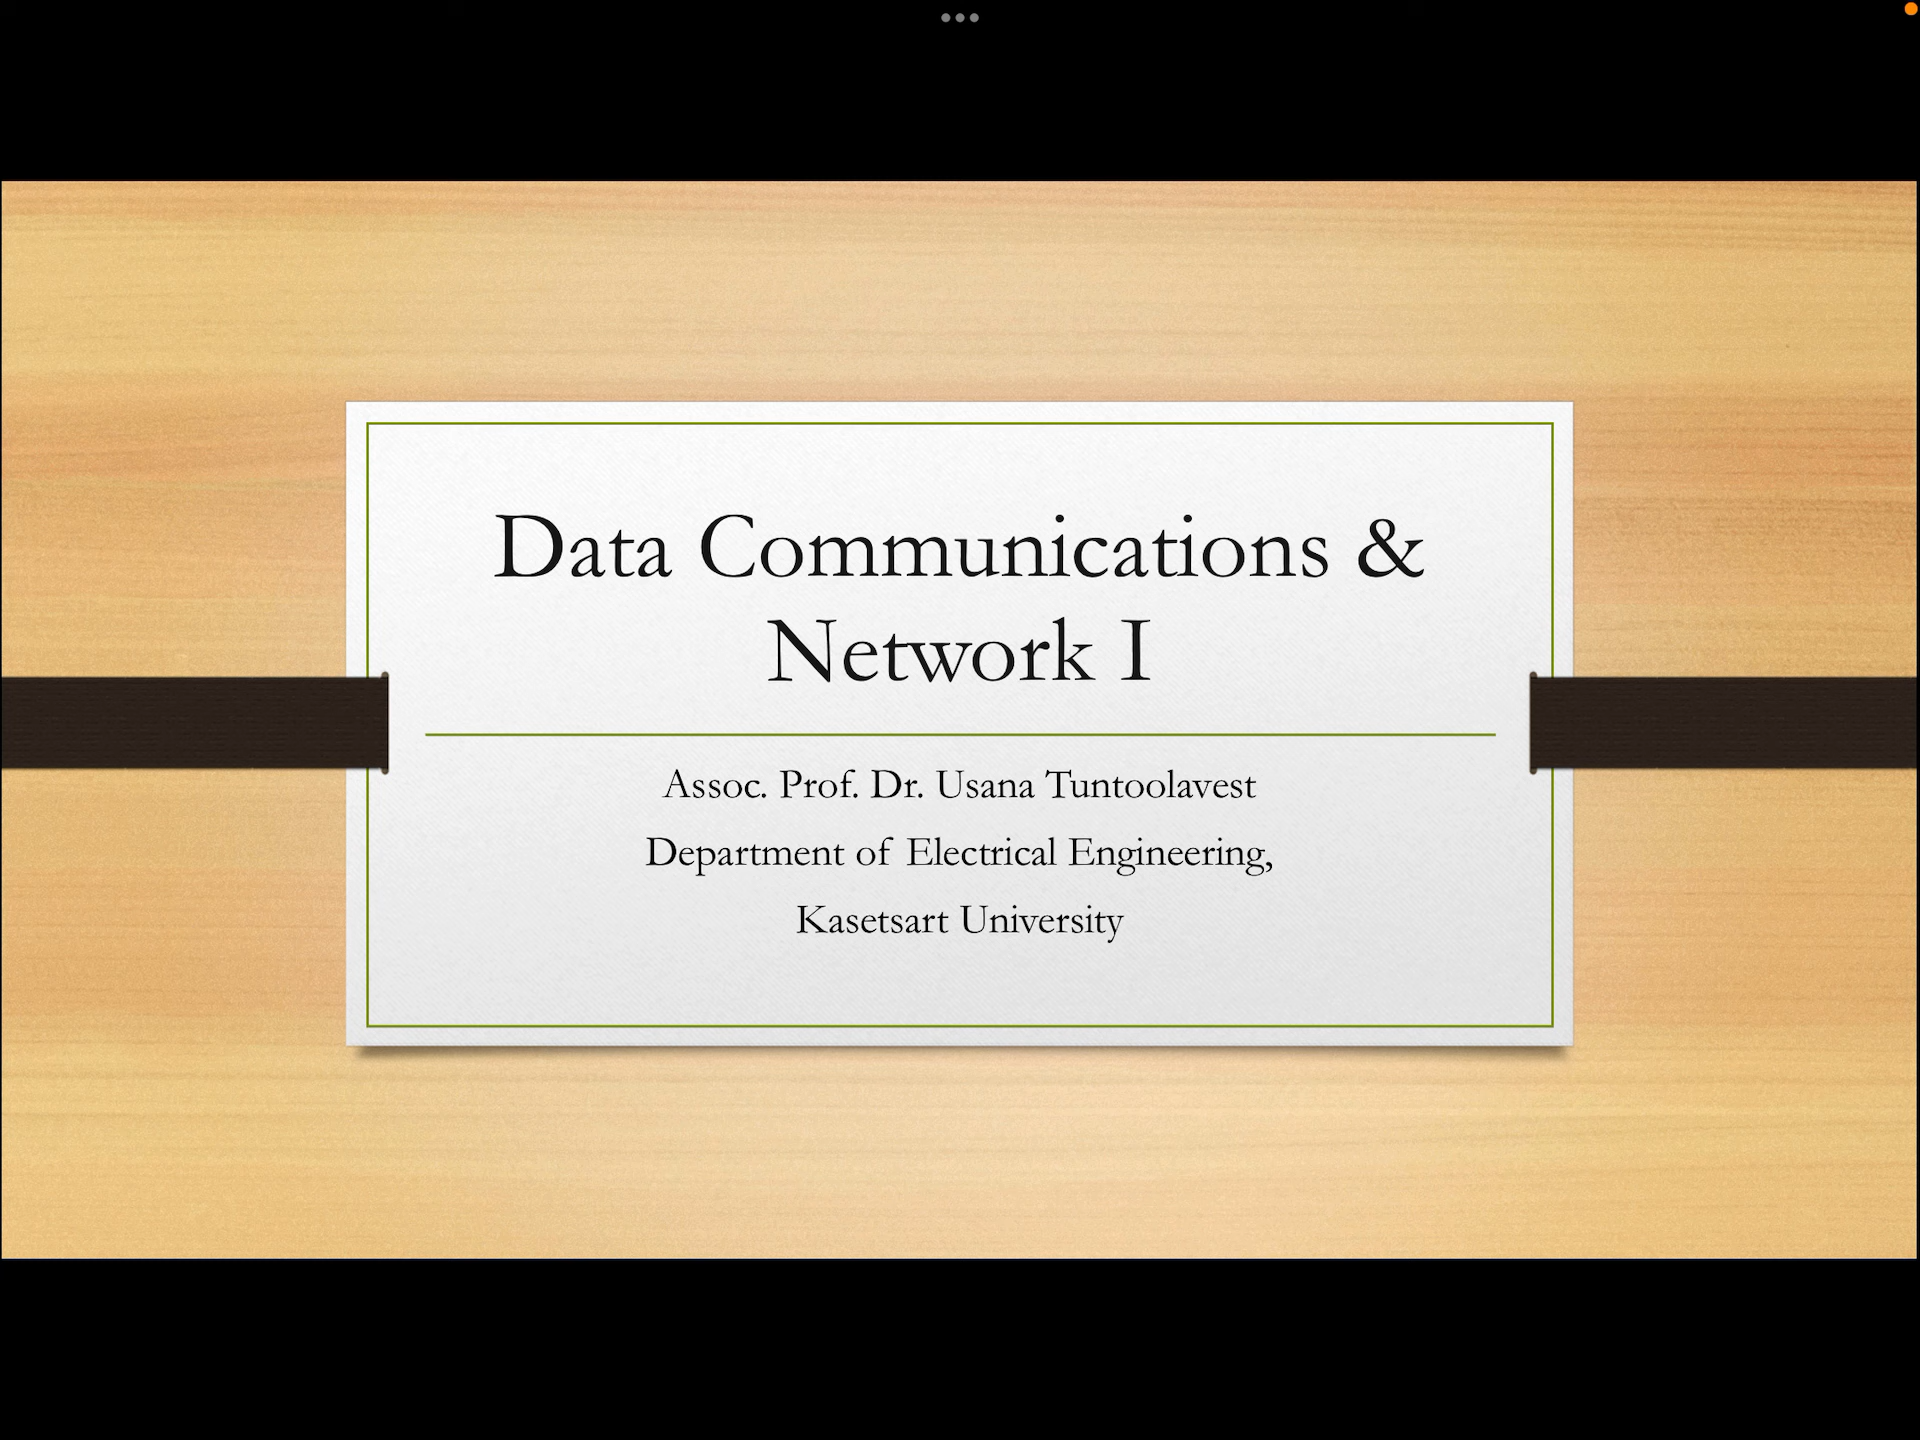 Data Communications &
Network I
Assoc. Prof. Dr. Usana Tuntoolavest
Department of Electrical Engineering,
Kasetsart University